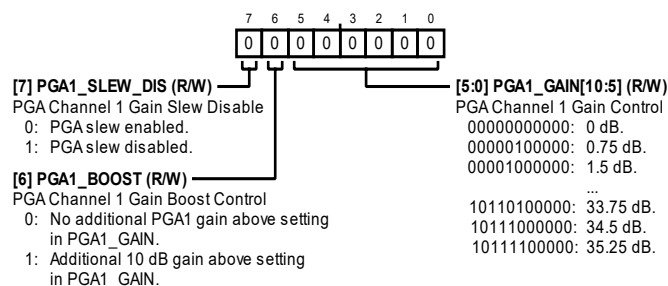 7 6 5 4 3 2 1 0
0 0 0 0 0 0 0 0
[7] PGA1_SLEW_DIS (R/W)
PGA Channel 1 Gain Slew Disable
0: PGA slew enabled.
1: PGA slew disabled.
[6] PGA1_BOOST (R/W)
PGA Channel 1 Gain Boost Control
0: No additional PGA1 gain above setting
in PGA1_GAIN.
1: Additional 10 dB gain above setting
in PGA1_GAIN.
[5:0] PGA1_GAIN[10:5] (R/W)
PGA Channel 1 Gain Control
00000000000: 0 dB.
00000100000: 0.75 dB.
00001000000: 1.5 dB.
...
10110100000: 33.75 dB.
10111000000: 34.5 dB.
10111100000: 35.25 dB.